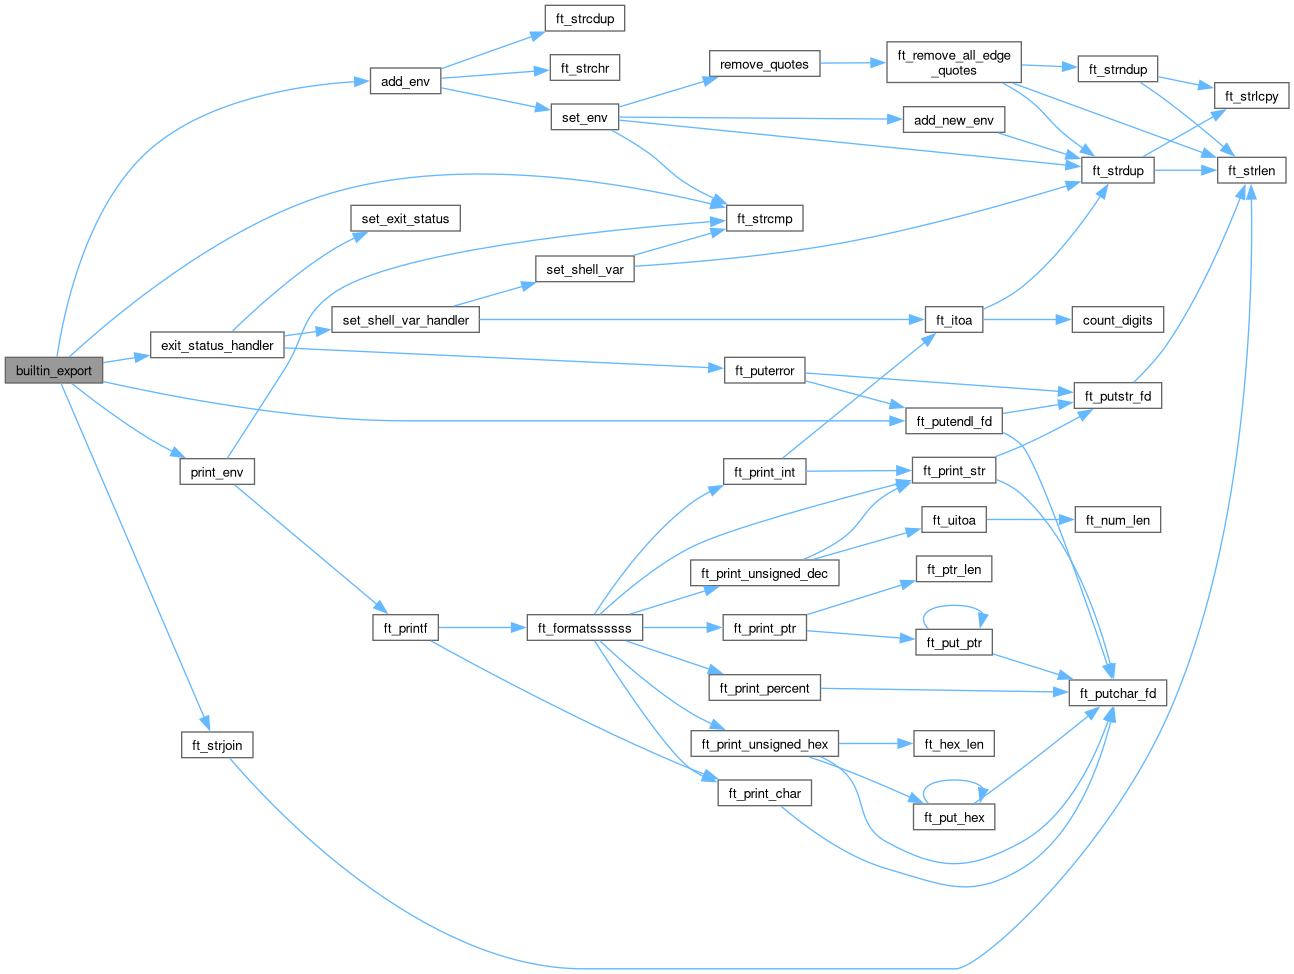 ft_strcdup
ft_strchr
add_env
set_env
remove_quotes
ft_remove_all_edge
_quotes
ft_strndup
ft_strlcpy
add_new_env
ft_strdup
ft_strlen
set_exit_status
ft_strcmp
set_shell_var
set_shell_var_handler
ft_itoa
count_digits
exit_status_handler
builtin_export
ft_puterror
ft_putstr_fd
ft_putendl_fd
print_env
ft_print_int
ft_print_str
ft_uitoa
ft_num_len
ft_print_unsigned_dec
ft_ptr_len
ft_printf
ft_formatssssss
ft_print_ptr
ft_put_ptr
ft_print_percent
ft_putchar_fd
ft_strjoin
ft_print_unsigned_hex
ft_hex_len
ft_print_char
ft_put_hex